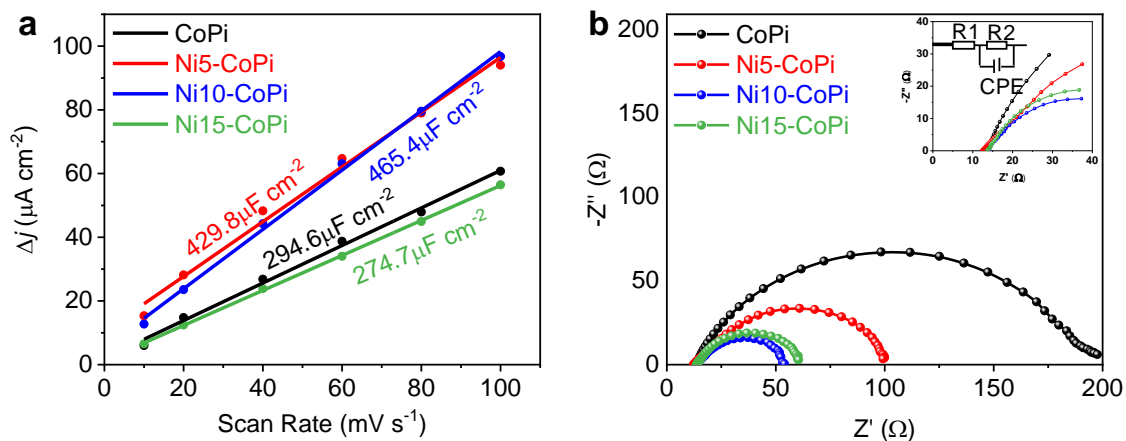 a
CoPi
Ni5-CoPi
Ni10-CoPi
Ni15-CoPi
429.8μF cm⁻²
465.4μF cm⁻²
294.6μF cm⁻²
274.7μF cm⁻²
Δj (μA cm⁻²)
100
80
60
40
20
0
20 40 60 80 100
Scan Rate (mV s⁻¹)
b
CoPi
Ni5-CoPi
Ni10-CoPi
Ni15-CoPi
-Z'' (Ω)
200
150
100
50
0
0 50 100 150 200
Z' (Ω)
R1 R2
CPE
-Z'' (Ω)
40
30
20
10
0
0 10 20 30 40
Z' (Ω)